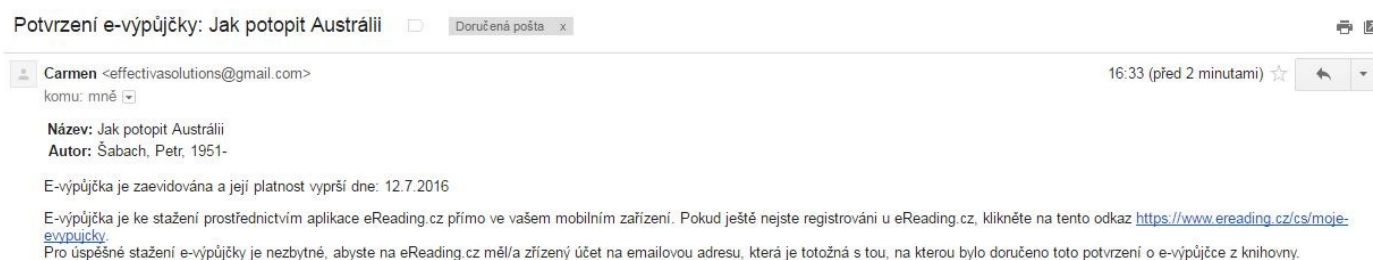 Potvrzení e-výpůjčky: Jak potopit Austrálii Doručená pošta x
Carmen <effectivasolutions@gmail.com> 16:33 (před 2 minutami)
komu: mně
Název: Jak potopit Austrálii
Autor: Šabach, Petr, 1951-
E-výpůjčka je zaevidována a její platnost vyprší dne: 12.7.2016
E-výpůjčka je ke stažení prostřednictvím aplikace eReading.cz přímo ve vašem mobilním zařízení. Pokud ještě nejste registrováni u eReading.cz, klikněte na tento odkaz https://www.ereading.cz/cs/moje-
evypujcky.
Pro úspěšné stažení e-výpůjčky je nezbytné, abyste na eReading.cz měl/a zřízený účet na emailovou adresu, která je totožná s tou, na kterou bylo doručeno toto potvrzení o e-výpůjčce z knihovny.